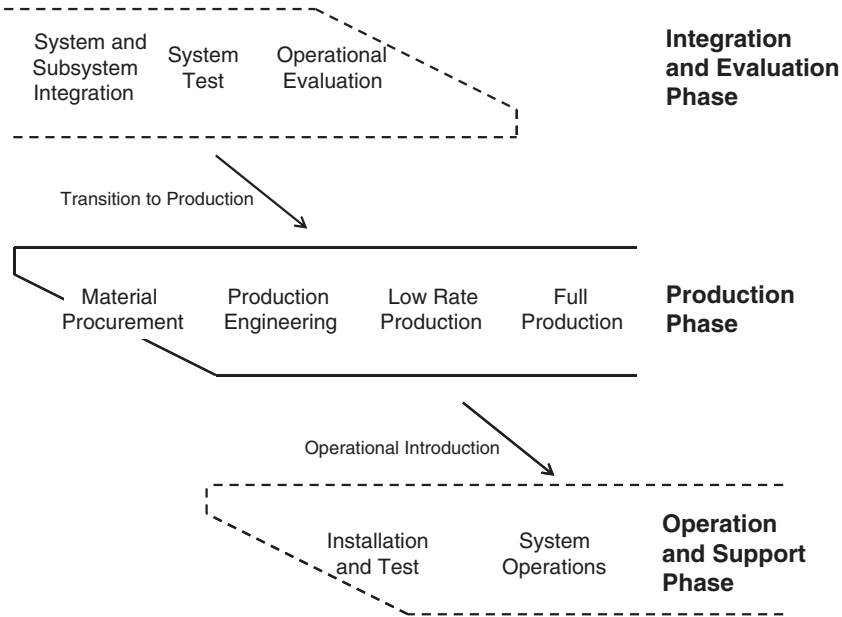 System and
Subsystem
Integration
System
Test
Operational
Evaluation
Integration
and Evaluation
Phase
Transition to Production
Material
Procurement
Production
Engineering
Low Rate
Production
Full
Production
Production
Phase
Operational Introduction
Installation
and Test
System
Operations
Operation
and Support
Phase